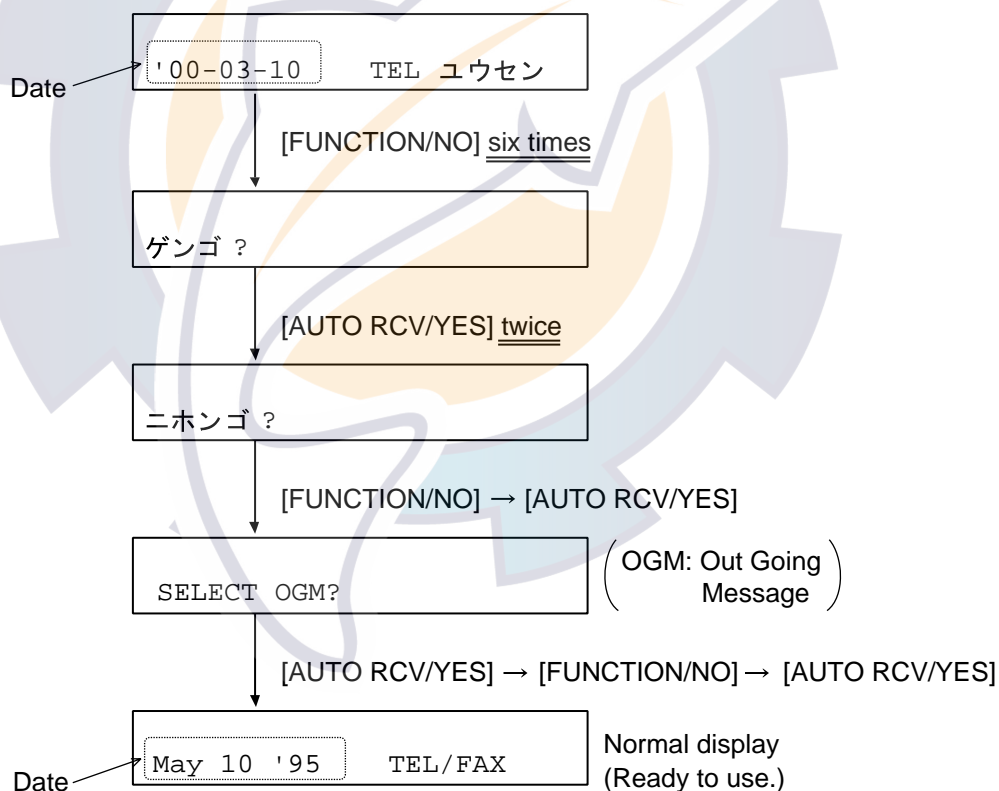 '00-03-10 TEL ユウセン
Date
[FUNCTION/NO] six times
ゲンゴ ?
[AUTO RCV/YES] twice
ニホンゴ ?
[FUNCTION/NO] → [AUTO RCV/YES]
SELECT OGM?
(OGM: Out Going
Message)
[AUTO RCV/YES] → [FUNCTION/NO] → [AUTO RCV/YES]
May 10 '95 TEL/FAX
Date
Normal display
(Ready to use.)